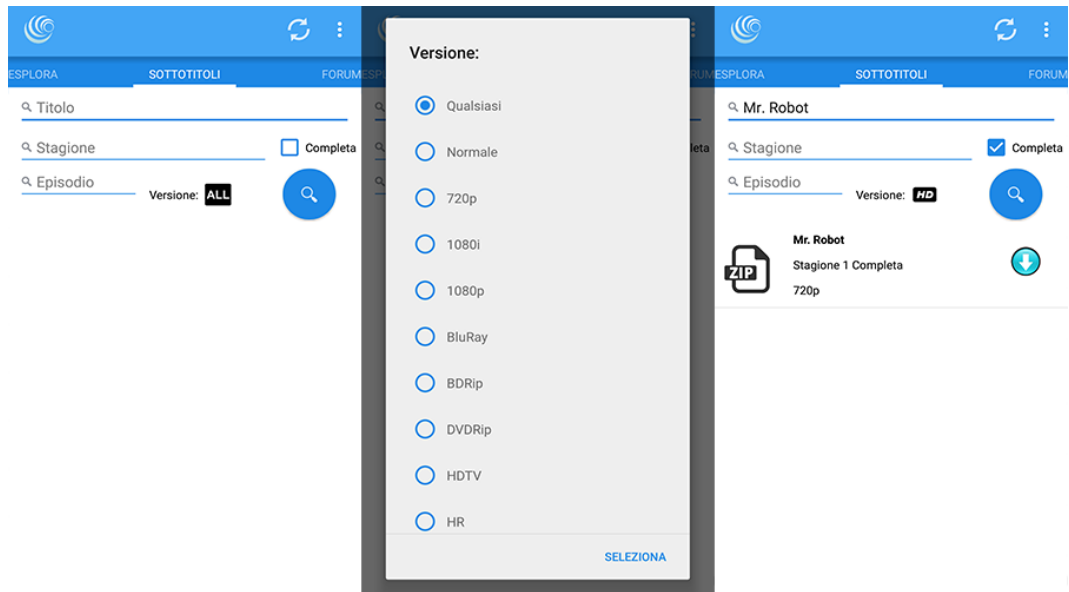 ESPLORA SOTTOTITOLI FORUM
Titolo
Stagione Completa
Episodio Versione: ALL
Versione:
Qualsiasi
Normale
720p
1080i
1080p
BluRay
BDRip
DVDRip
HDTV
HR
SELEZIONA
ESPLORA SOTTOTITOLI FORUM
Mr. Robot
Stagione Completa
Episodio Versione: HD
Mr. Robot
ZIP Stagione 1 Completa
720p